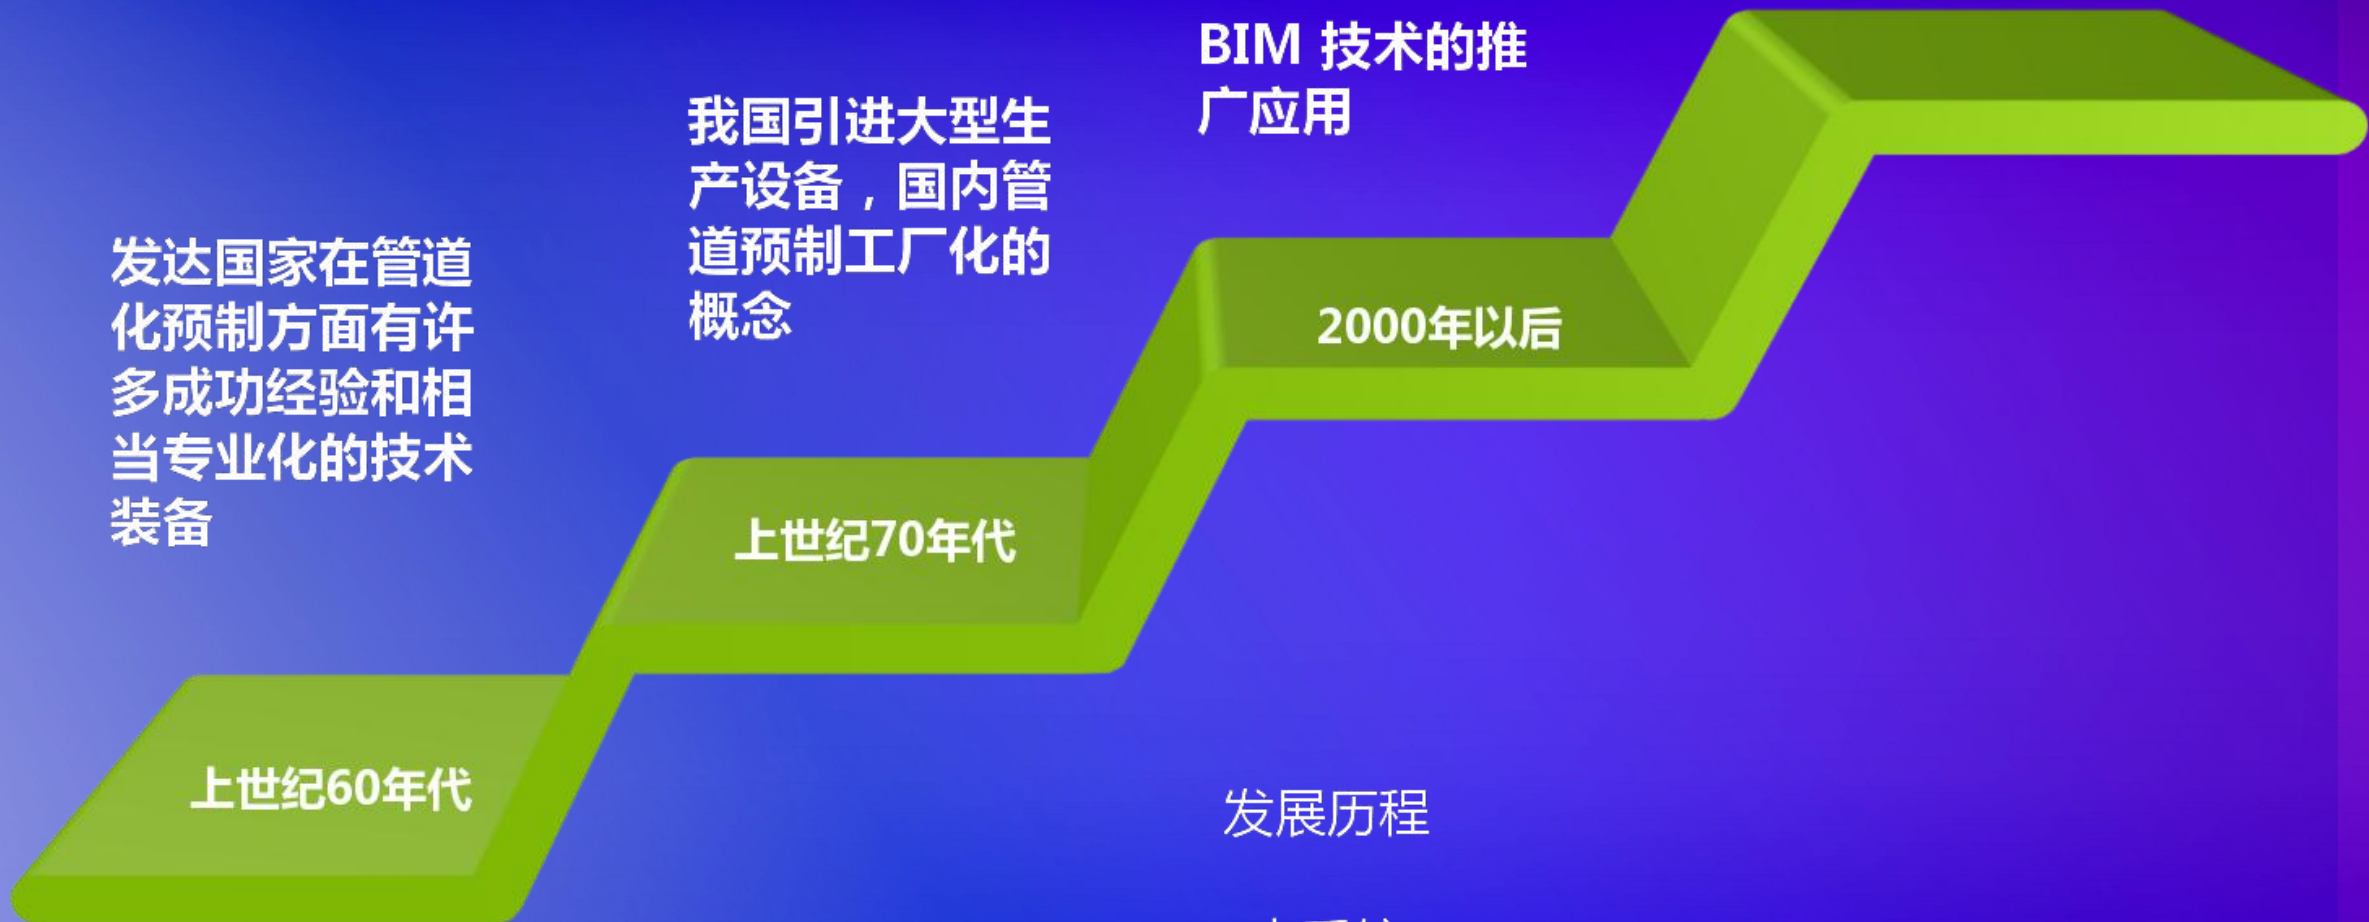 发达国家在管道
化预制方面有许
多成功经验和相
当专业化的技术
装备
上世纪60年代
我国引进大型生
产设备，国内管
道预制工厂化的
概念
上世纪70年代
BIM 技术的推
广应用
2000年以后
发展历程